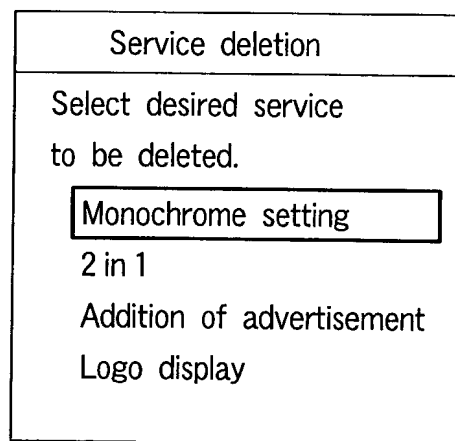 Service deletion
Select desired service
to be deleted.
Monochrome setting
2 in 1
Addition of advertisement
Logo display